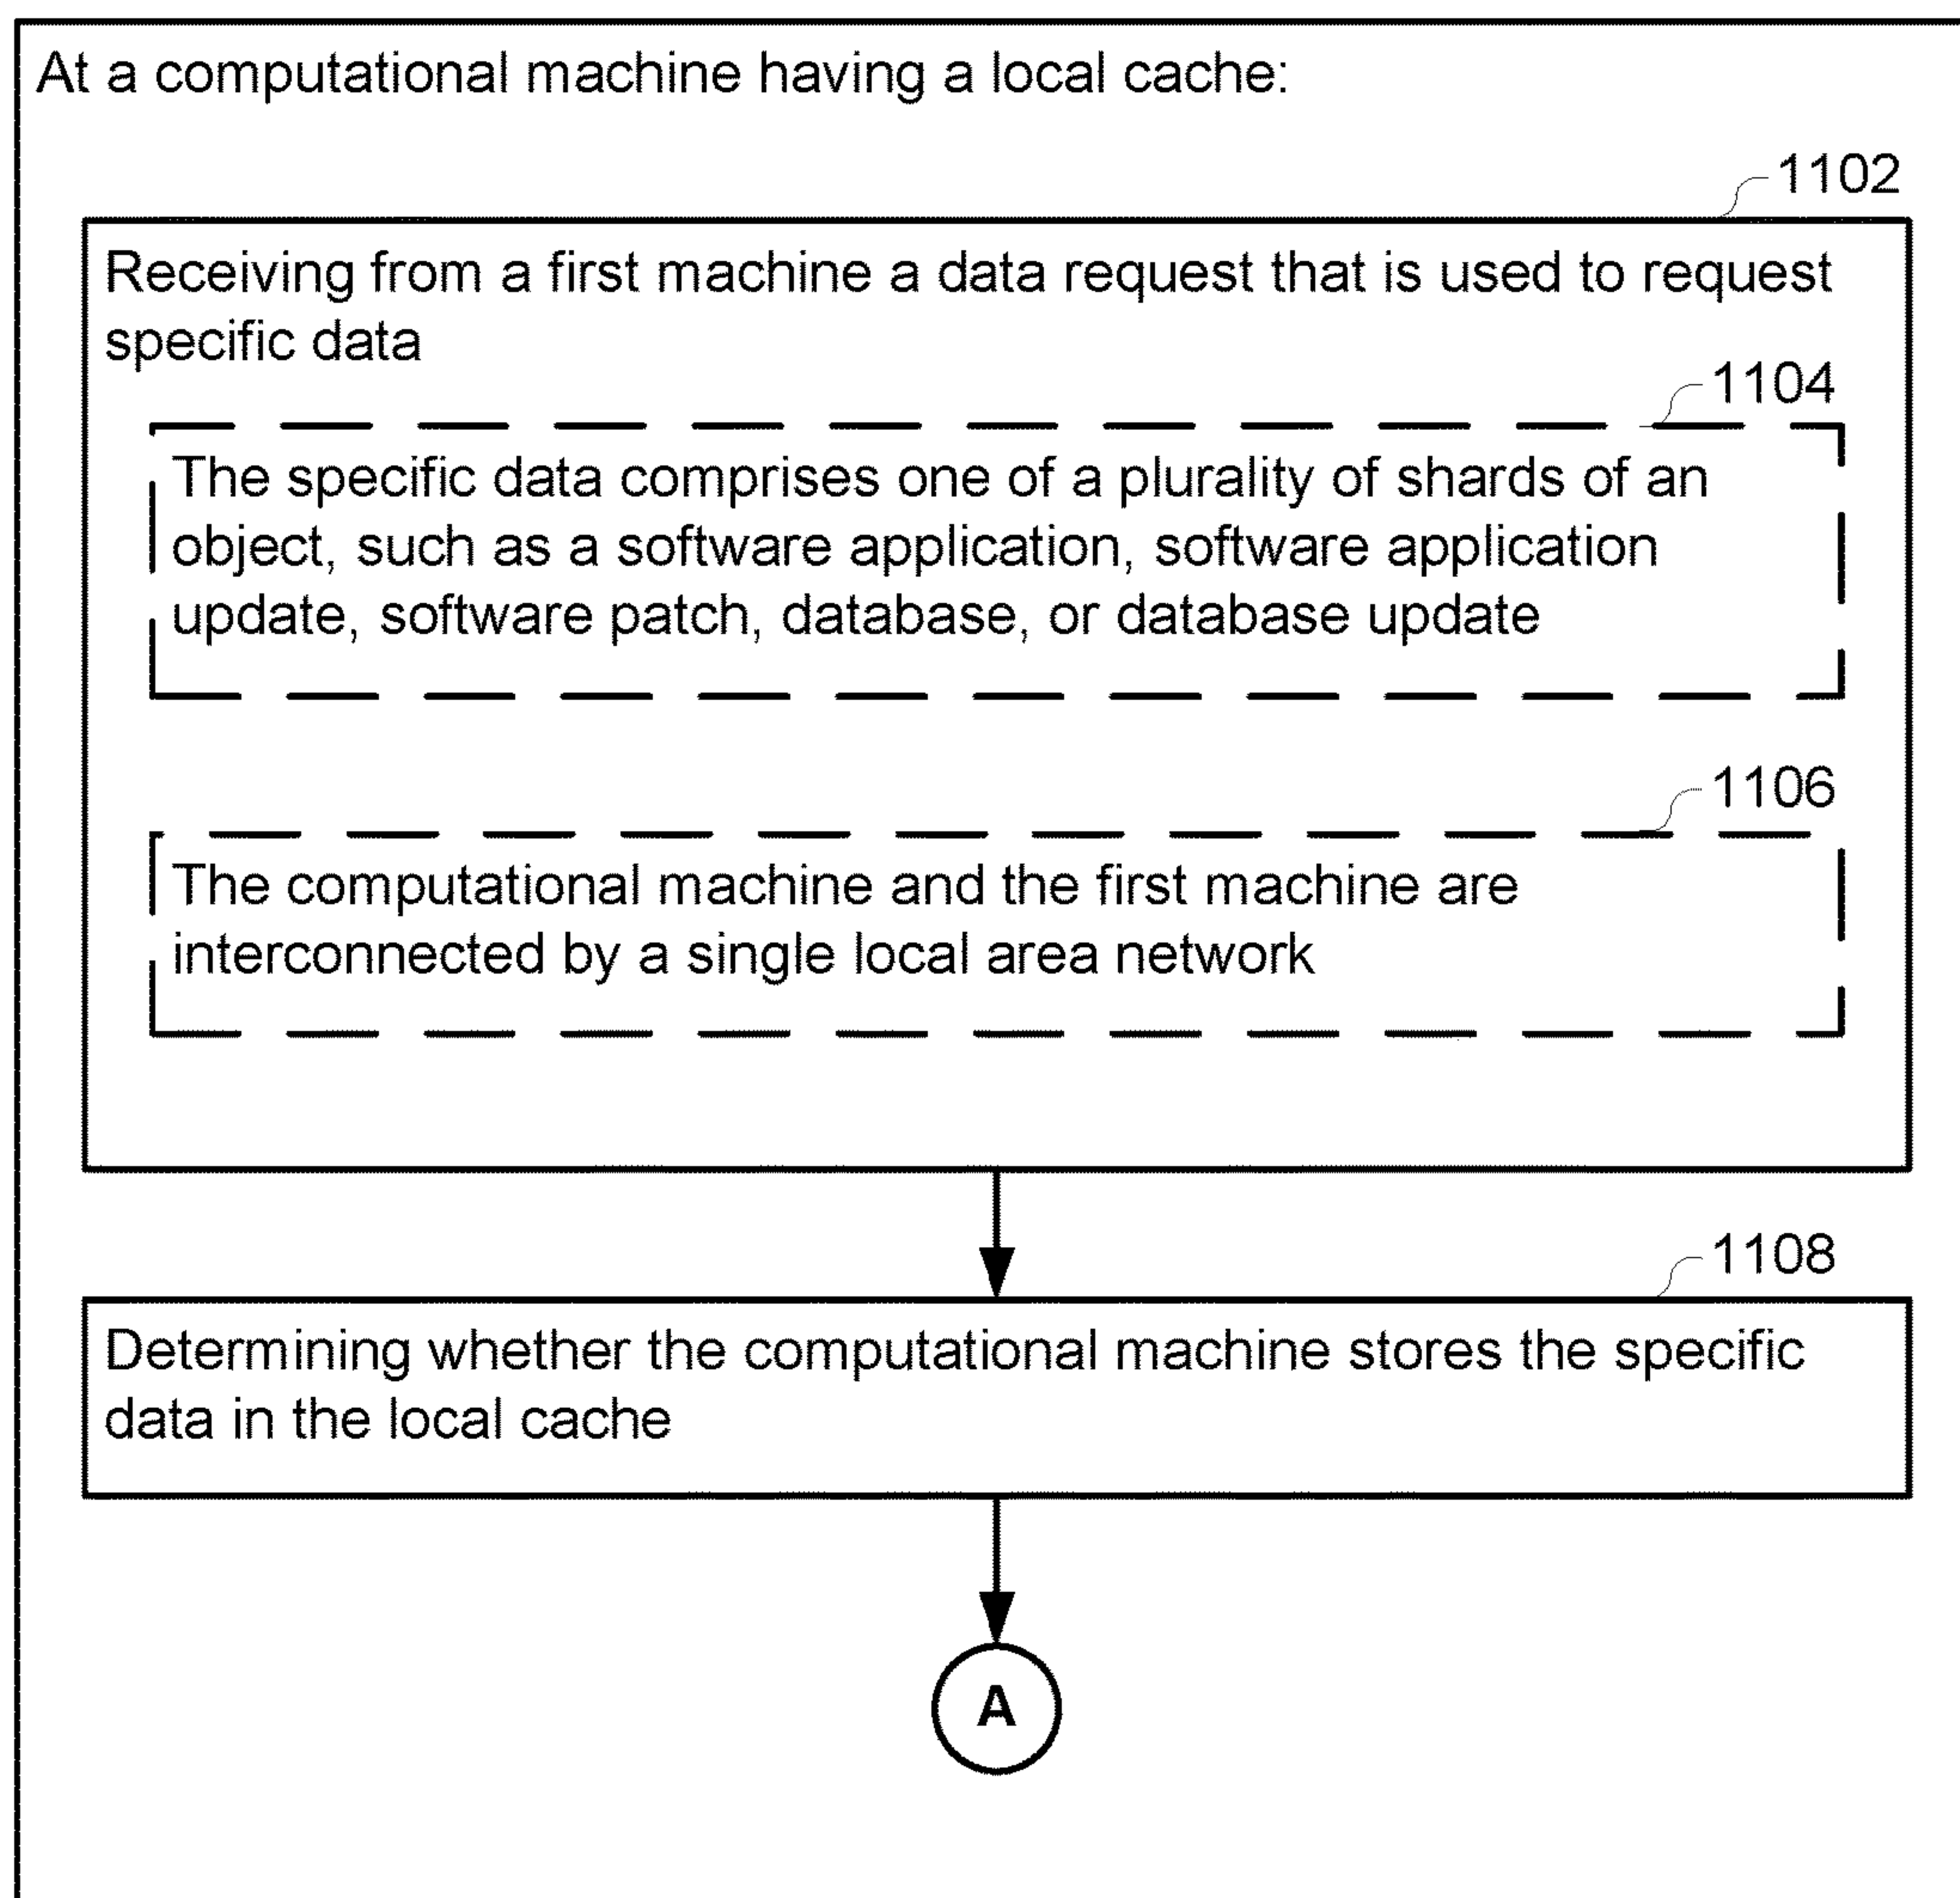 At a computational machine having a local cache:
1102
Receiving from a first machine a data request that is used to request
specific data
1104
The specific data comprises one of a plurality of shards of an
object, such as a software application, software application
update, software patch, database, or database update
1106
The computational machine and the first machine are
interconnected by a single local area network
1108
Determining whether the computational machine stores the specific
data in the local cache
A